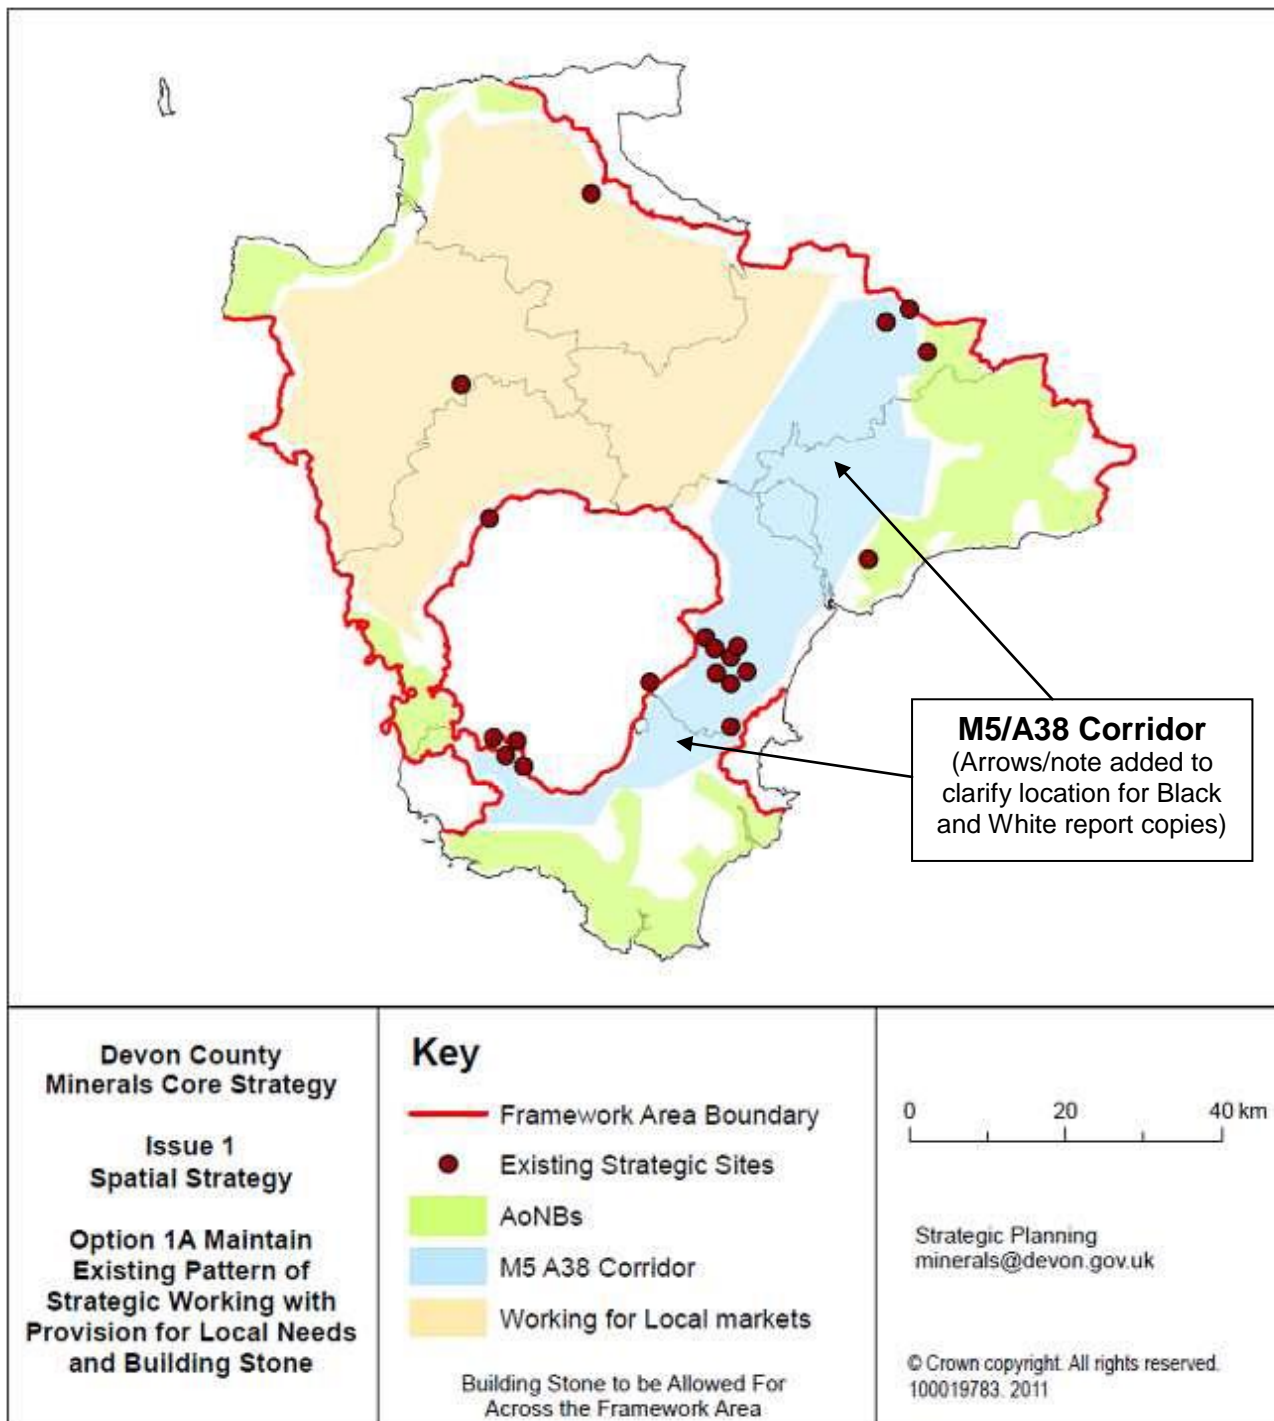 M5/A38 Corridor
(Arrows/note added to
clarify location for Black
and White report copies)
Devon County
Minerals Core Strategy
Issue 1
Spatial Strategy
Option 1A Maintain
Existing Pattern of
Strategic Working with
Provision for Local Needs
and Building Stone
Key
Framework Area Boundary
Existing Strategic Sites
AoNBs
M5 A38 Corridor
Working for Local markets
Building Stone to be Allowed For
Across the Framework Area
0 20 40 km
Strategic Planning
minerals@devon.gov.uk
© Crown copyright. All rights reserved.
100019783. 2011